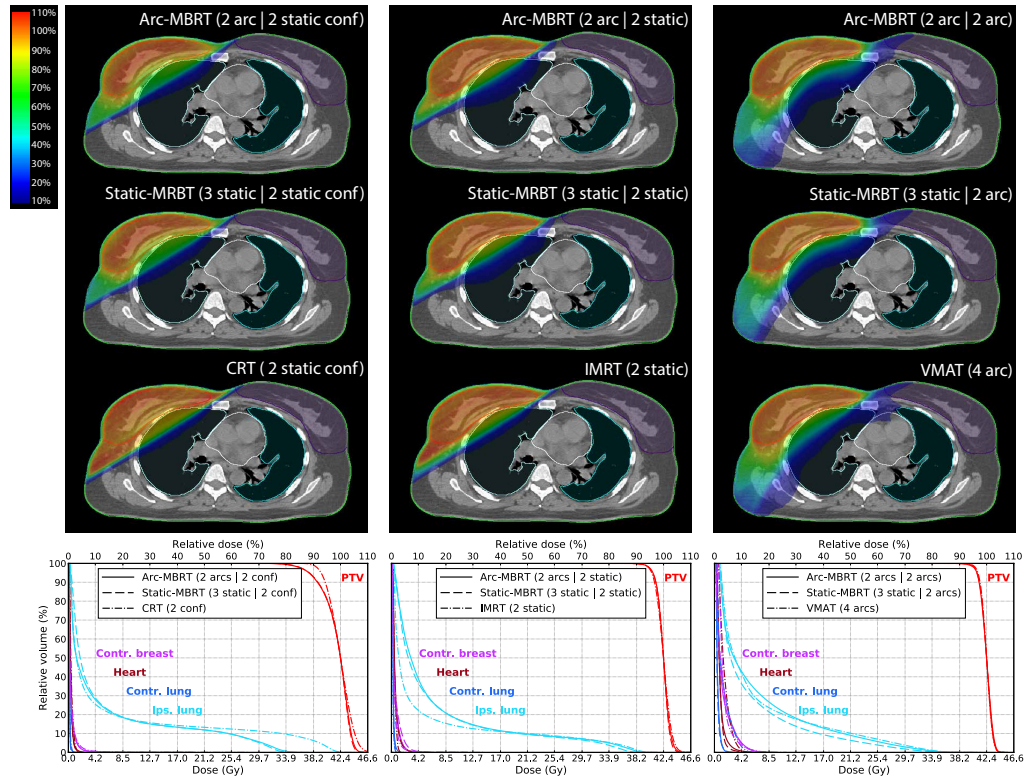 110%
100%
90%
80%
70%
60%
50%
40%
30%
20%
10%
Arc-MBRT (2 arc | 2 static conf)
Arc-MBRT (2 arc | 2 static)
Arc-MBRT (2 arc | 2 arc)
Static-MRBT (3 static | 2 static conf)
Static-MRBT (3 static | 2 static)
Static-MRBT (3 static | 2 arc)
CRT ( 2 static conf)
IMRT (2 static)
VMAT (4 arc)
Relative dose (%)
0 10 20 30 40 50 60 70 80 90 100 110
Relative volume (%)
100
90
80
70
60
50
40
30
20
10
0
Arc-MBRT (2 arcs | 2 conf)
Static-MBRT (3 static | 2 conf)
CRT (2 conf)
PTV
Contr. breast
Heart
Contr. lung
Ips. lung
0 4.2 8.5 12.7 17.0 21.2 25.4 29.7 33.9 38.2 42.4 46.6
Dose (Gy)
Relative dose (%)
0 10 20 30 40 50 60 70 80 90 100 110
Arc-MBRT (2 arcs | 2 static)
Static-MBRT (3 static | 2 static)
IMRT (2 static)
PTV
Contr. breast
Heart
Contr. lung
Ips. lung
0 4.2 8.5 12.7 17.0 21.2 25.4 29.7 33.9 38.2 42.4 46.6
Dose (Gy)
Relative dose (%)
0 10 20 30 40 50 60 70 80 90 100 110
Arc-MBRT (2 arcs | 2 arcs)
Static-MBRT (3 static | 2 arcs)
VMAT (4 arcs)
PTV
Contr. breast
Heart
Contr. lung
Ips. lung
0 4.2 8.5 12.7 17.0 21.2 25.4 29.7 33.9 38.2 42.4 46.6
Dose (Gy)